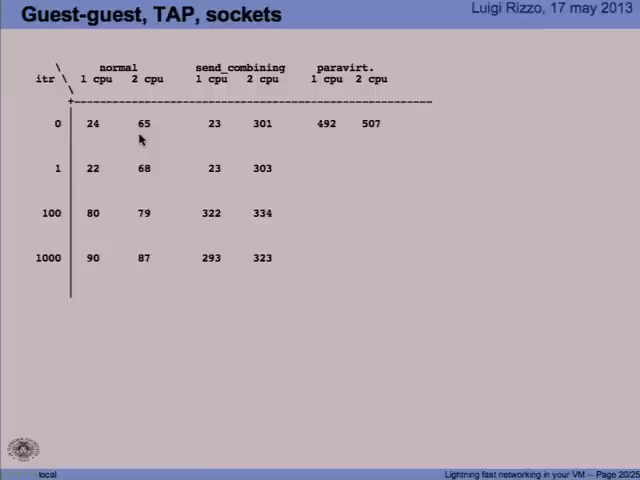 Guest-guest, TAP, sockets
Luigi Rizzo, 17 may 2013
\ normal send_combining paravirt.
itr \ 1 cpu 2 cpu 1 cpu 2 cpu 1 cpu 2 cpu
\
+----------------------------------------------------------------
0 | 24 65 23 301 492 507
1 | 22 68 23 303
100 | 80 79 322 334
1000 | 90 87 293 323
local
Lightning fast networking in your VM -- Page 20/25